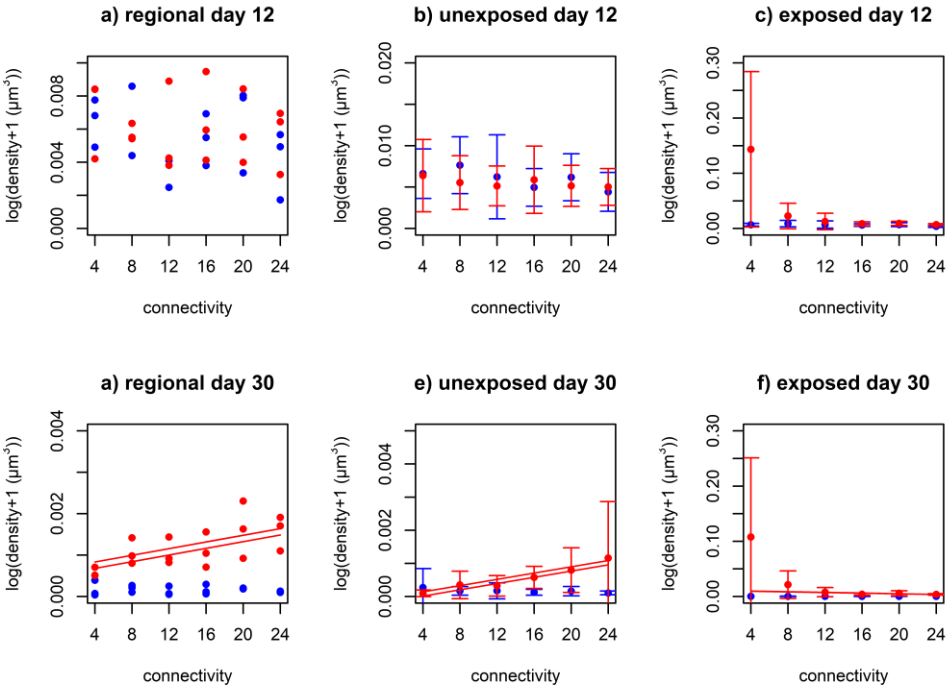 a) regional day 12
log(density+1 (µm³))
0.008
0.004
0.000
4 8 12 16 20 24
connectivity
b) unexposed day 12
log(density+1 (µm³))
0.020
0.010
0.000
4 8 12 16 20 24
connectivity
c) exposed day 12
log(density+1 (µm³))
0.30
0.20
0.10
0.00
4 8 12 16 20 24
connectivity
a) regional day 30
log(density+1 (µm³))
0.004
0.002
0.000
4 8 12 16 20 24
connectivity
e) unexposed day 30
log(density+1 (µm³))
0.004
0.002
0.000
4 8 12 16 20 24
connectivity
f) exposed day 30
log(density+1 (µm³))
0.30
0.20
0.10
0.00
4 8 12 16 20 24
connectivity